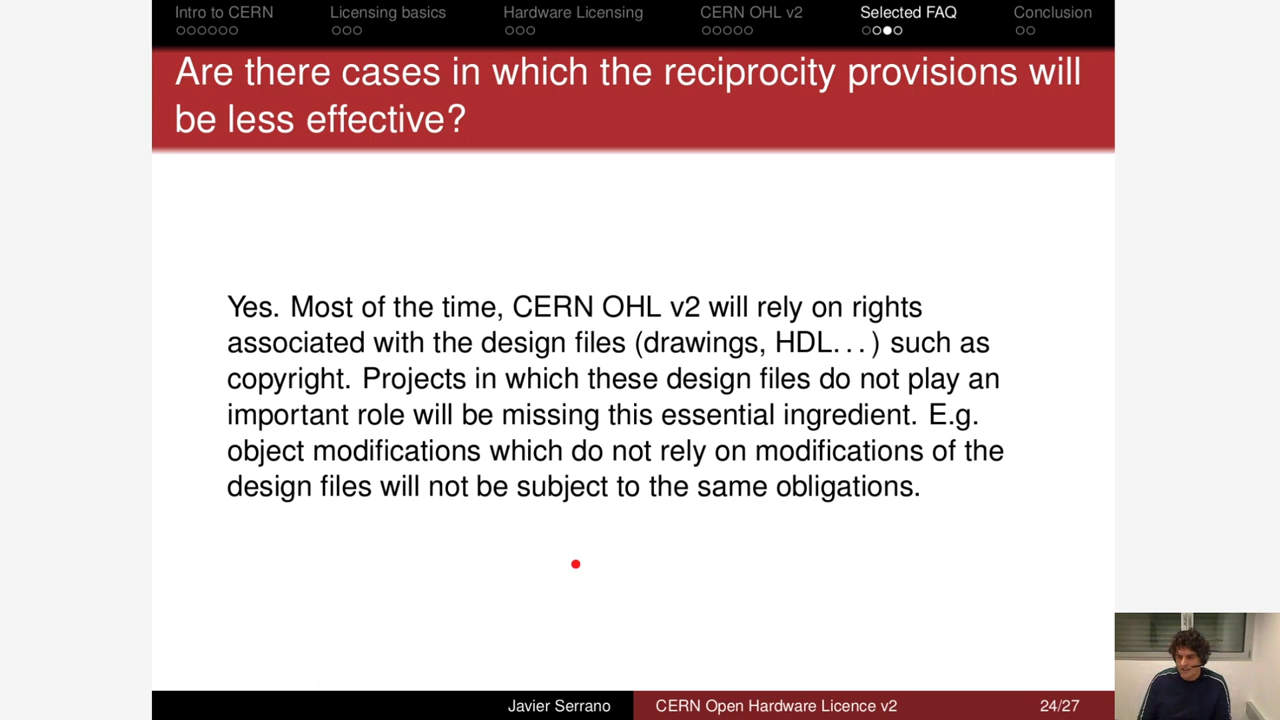 Intro to CERN Licensing basics Hardware Licensing CERN OHL v2 Selected FAQ Conclusion
Are there cases in which the reciprocity provisions will
be less effective?
Yes. Most of the time, CERN OHL v2 will rely on rights
associated with the design files (drawings, HDL...) such as
copyright. Projects in which these design files do not play an
important role will be missing this essential ingredient. E.g.
object modifications which do not rely on modifications of the
design files will not be subject to the same obligations.
Javier Serrano CERN Open Hardware Licence v2 24/27